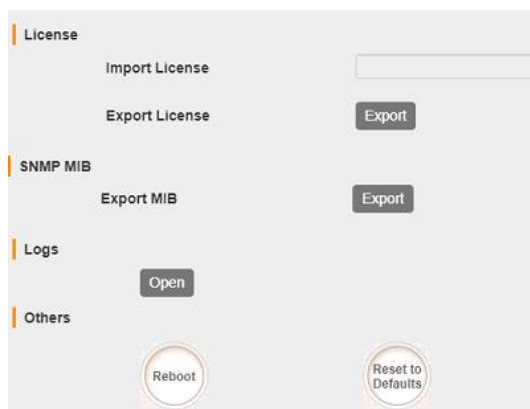 License
Import License
Export License Export
SNMP MIB
Export MIB Export
Logs
Open
Others
Reboot Reset to
Defaults